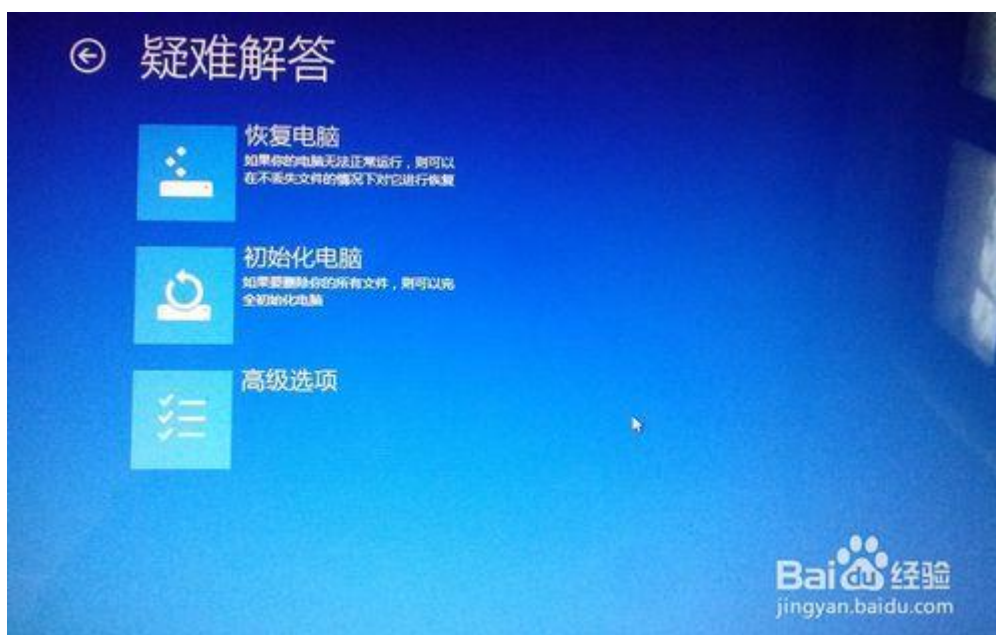 疑难解答
恢复电脑
如果你的电脑无法正常运行，则可以
在不丢失文件的情况下对它进行恢复
初始化电脑
如果要删除你的所有文件，则可以完
全初始化电脑
高级选项
Bai du 经验
jingyan.baidu.com